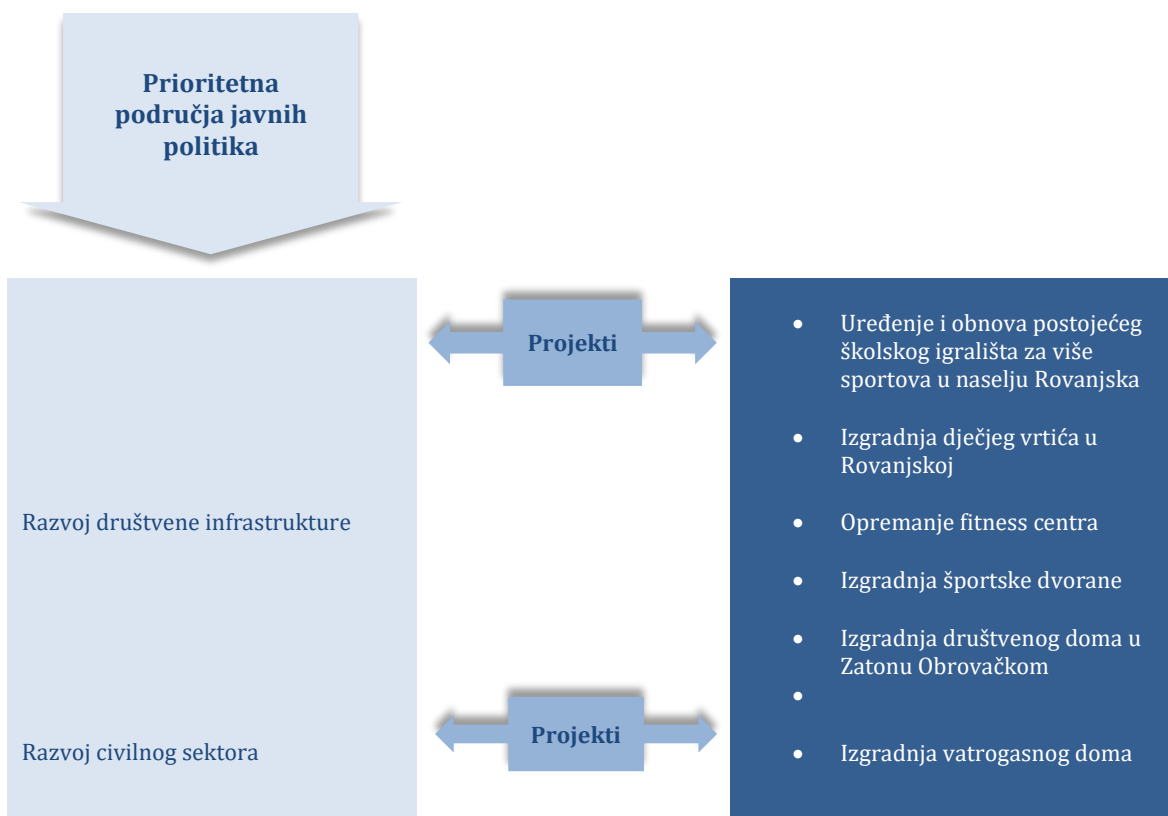 Prioritetna
područja javnih
politika
Projekti
• Uređenje i obnova postojećeg
školskog igrališta za više
sportova u naselju Rovanjska
• Izgradnja dječjeg vrtića u
Rovanjskoj
Razvoj društvene infrastrukture
• Opremanje fitness centra
• Izgradnja športske dvorane
• Izgradnja društvenog doma u
Zatonu Obrovačkom
•
Razvoj civilnog sektora
Projekti
• Izgradnja vatrogasnog doma